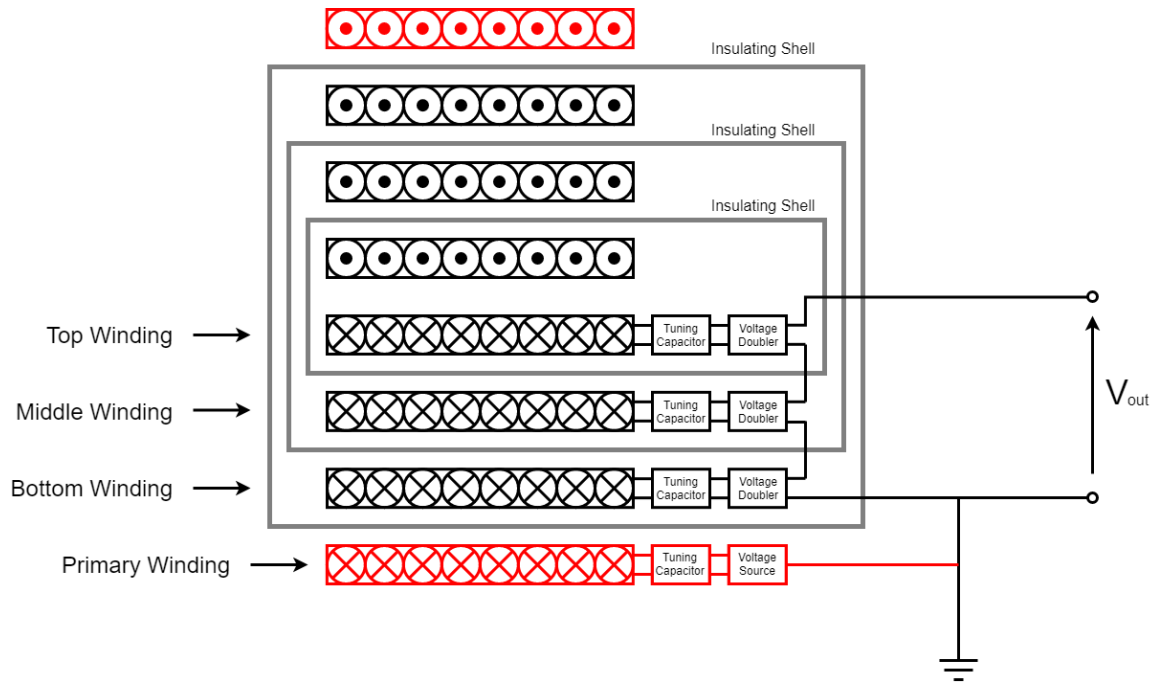 Insulating Shell
Insulating Shell
Insulating Shell
Top Winding
Tuning
Capacitor
Voltage
Doubler
Middle Winding
Tuning
Capacitor
Voltage
Doubler
Vout
Bottom Winding
Tuning
Capacitor
Voltage
Doubler
Primary Winding
Tuning
Capacitor
Voltage
Source